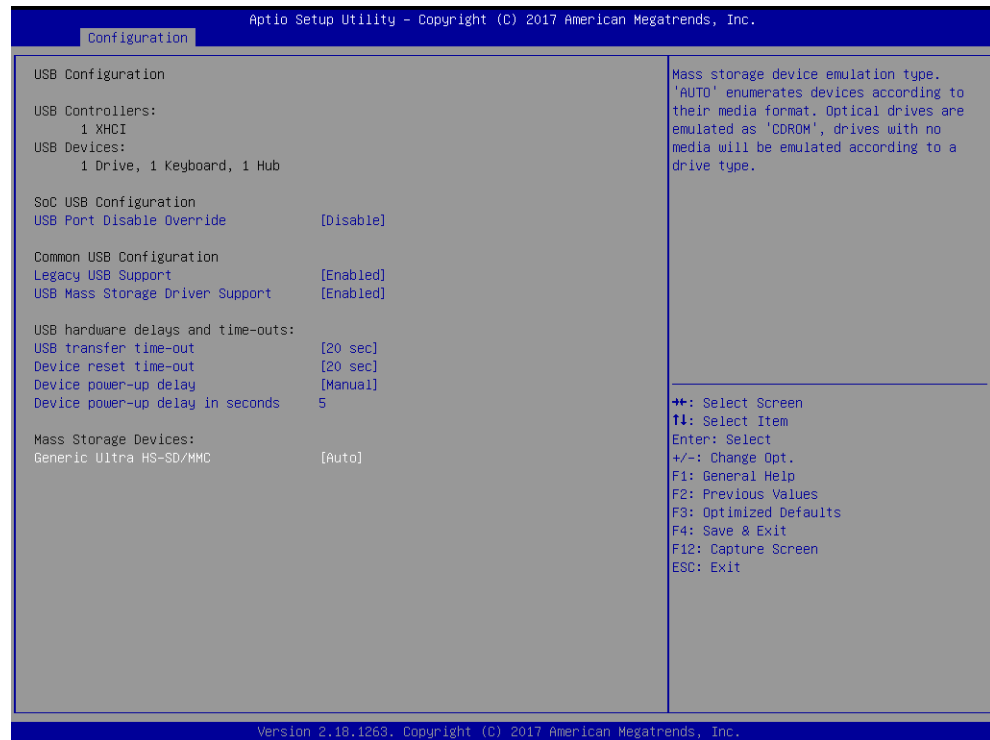 Aptio Setup Utility – Copyright (C) 2017 American Megatrends, Inc.
Configuration
USB Configuration
USB Controllers:
1 XHCI
USB Devices:
1 Drive, 1 Keyboard, 1 Hub
SoC USB Configuration
USB Port Disable Override [Disable]
Common USB Configuration
Legacy USB Support [Enabled]
USB Mass Storage Driver Support [Enabled]
USB hardware delays and time-outs:
USB transfer time-out [20 sec]
Device reset time-out [20 sec]
Device power-up delay [Manual]
Device power-up delay in seconds 5
Mass Storage Devices:
Generic Ultra HS-SD/MMC [Auto]
Mass storage device emulation type.
'AUTO' enumerates devices according to
their media format. Optical drives are
emulated as 'CDROM', drives with no
media will be emulated according to a
drive type.
→←: Select Screen
↑↓: Select Item
Enter: Select
+/-: Change Opt.
F1: General Help
F2: Previous Values
F3: Optimized Defaults
F4: Save & Exit
F12: Capture Screen
ESC: Exit
Version 2.18.1263. Copyright (C) 2017 American Megatrends, Inc.